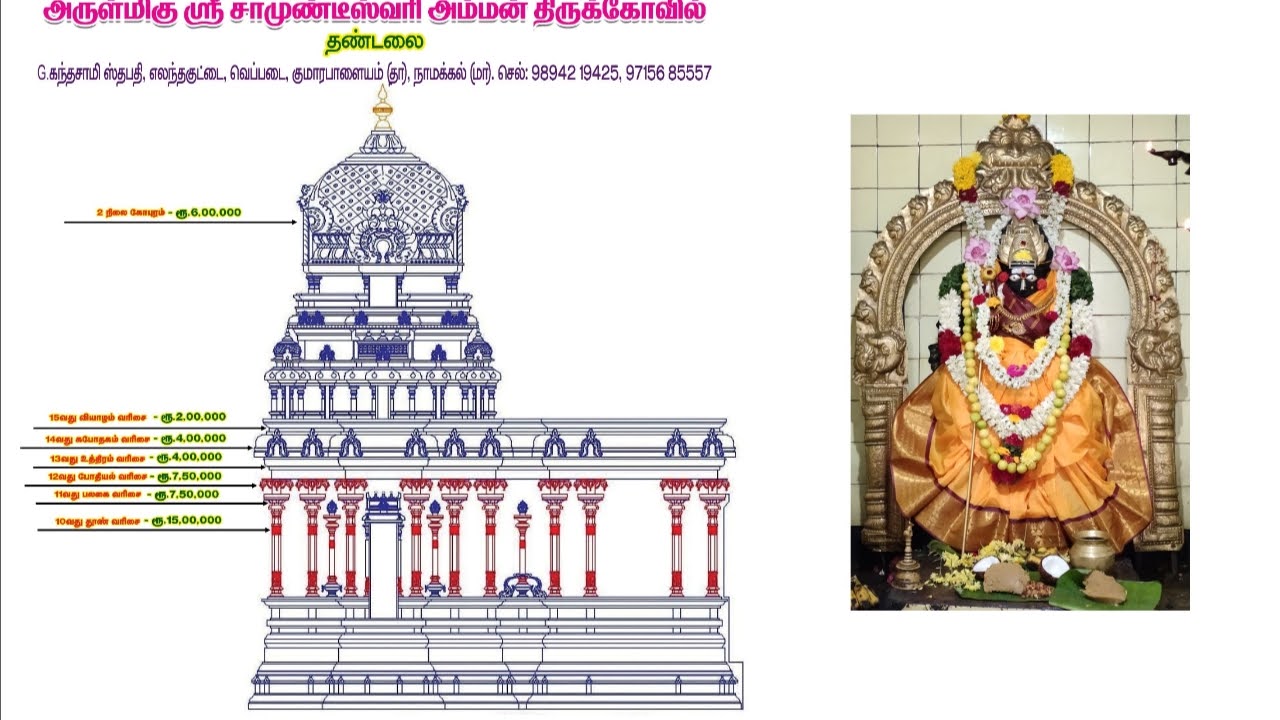 அருள்மிகு ஸ்ரீ சாமுண்டீஸ்வரி அம்மன் திருக்கோவில்
தண்டலை
G.கந்தசாமி ஸ்தபதி, எலந்தகுட்டை, வெப்படை, குமாரபாளையம் (தா), நாமக்கல் (மா). செல்: 98942 19425, 97156 85557
2 நிலை கோபுரம் - ரூ.6,00,000
15வது வியாழம் வரிசை - ரூ.2,00,000
14வது கபோதகம் வரிசை - ரூ.4,00,000
13வது உத்திரம் வரிசை - ரூ.4,00,000
12வது போதியல் வரிசை - ரூ.7,50,000
11வது பலகை வரிசை - ரூ.7,50,000
10வது தூண் வரிசை - ரூ.15,00,000